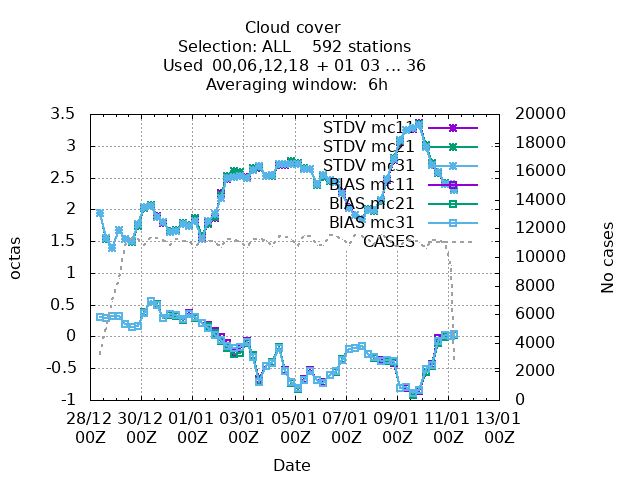 Cloud cover
Selection: ALL 592 stations
Used 00,06,12,18 + 01 03 ... 36
Averaging window: 6h
3.5
3
2.5
2
1.5
1
0.5
0
-0.5
-1
octas
20000
18000
16000
14000
12000
10000
8000
6000
4000
2000
0
No cases
STDV mc11
STDV mc21
STDV mc31
BIAS mc11
BIAS mc21
BIAS mc31
CASES
28/12 30/12 01/01 03/01 05/01 07/01 09/01 11/01 13/01
00Z 00Z 00Z 00Z 00Z 00Z 00Z 00Z 00Z
Date